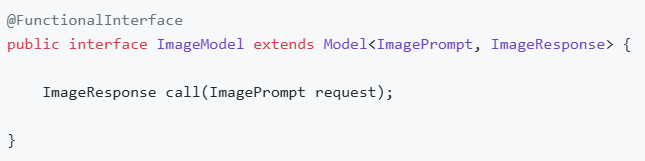 @FunctionalInterface
public interface ImageModel extends Model<ImagePrompt, ImageResponse> {
    ImageResponse call(ImagePrompt request);
}